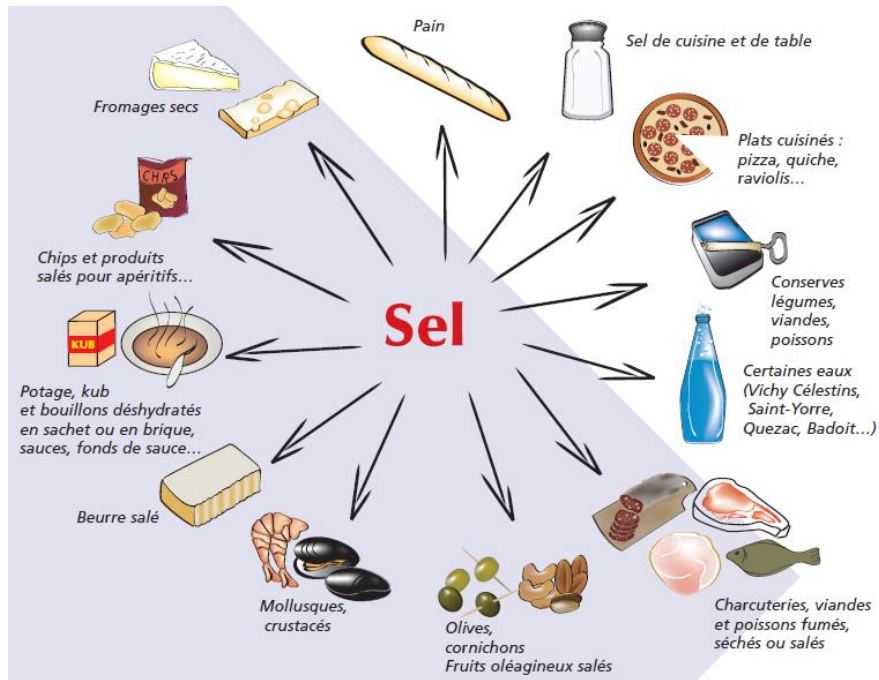 Pain
Sel de cuisine et de table
Fromages secs
Plats cuisinés :
pizza, quiche,
raviolis...
CHRS
Chips et produits
salés pour apéritifs...
Conserves
légumes,
viandes,
poissons
Sel
KUB
Potage, kub
et bouillons déshydratés
en sachet ou en brique,
sauces, fonds de sauce...
Certaines eaux
(Vichy Célestins,
Saint-Yorre,
Quezac, Badoit...)
Beurre salé
Mollusques,
crustacés
Olives,
cornichons
Fruits oléagineux salés
Charcuteries, viandes
et poissons fumés,
séchés ou salés